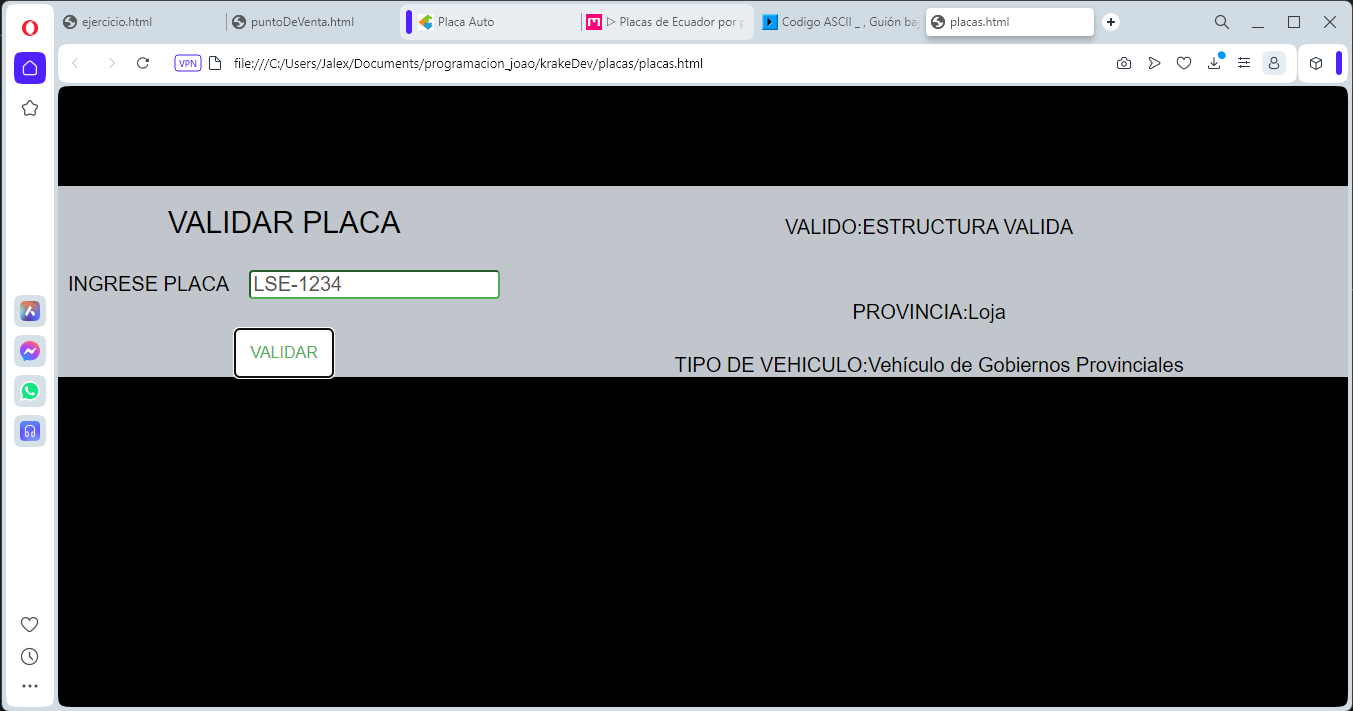 ejercicio.html
puntoDeVenta.html
Placa Auto
▷ Placas de Ecuador por p
Codigo ASCII _ , Guión baj
placas.html
VPN
file:///C:/Users/Jalex/Documents/programacion_joao/krakeDev/placas/placas.html
VALIDAR PLACA
INGRESE PLACA
LSE-1234
VALIDAR
VALIDO:ESTRUCTURA VALIDA
PROVINCIA:Loja
TIPO DE VEHICULO:Vehículo de Gobiernos Provinciales